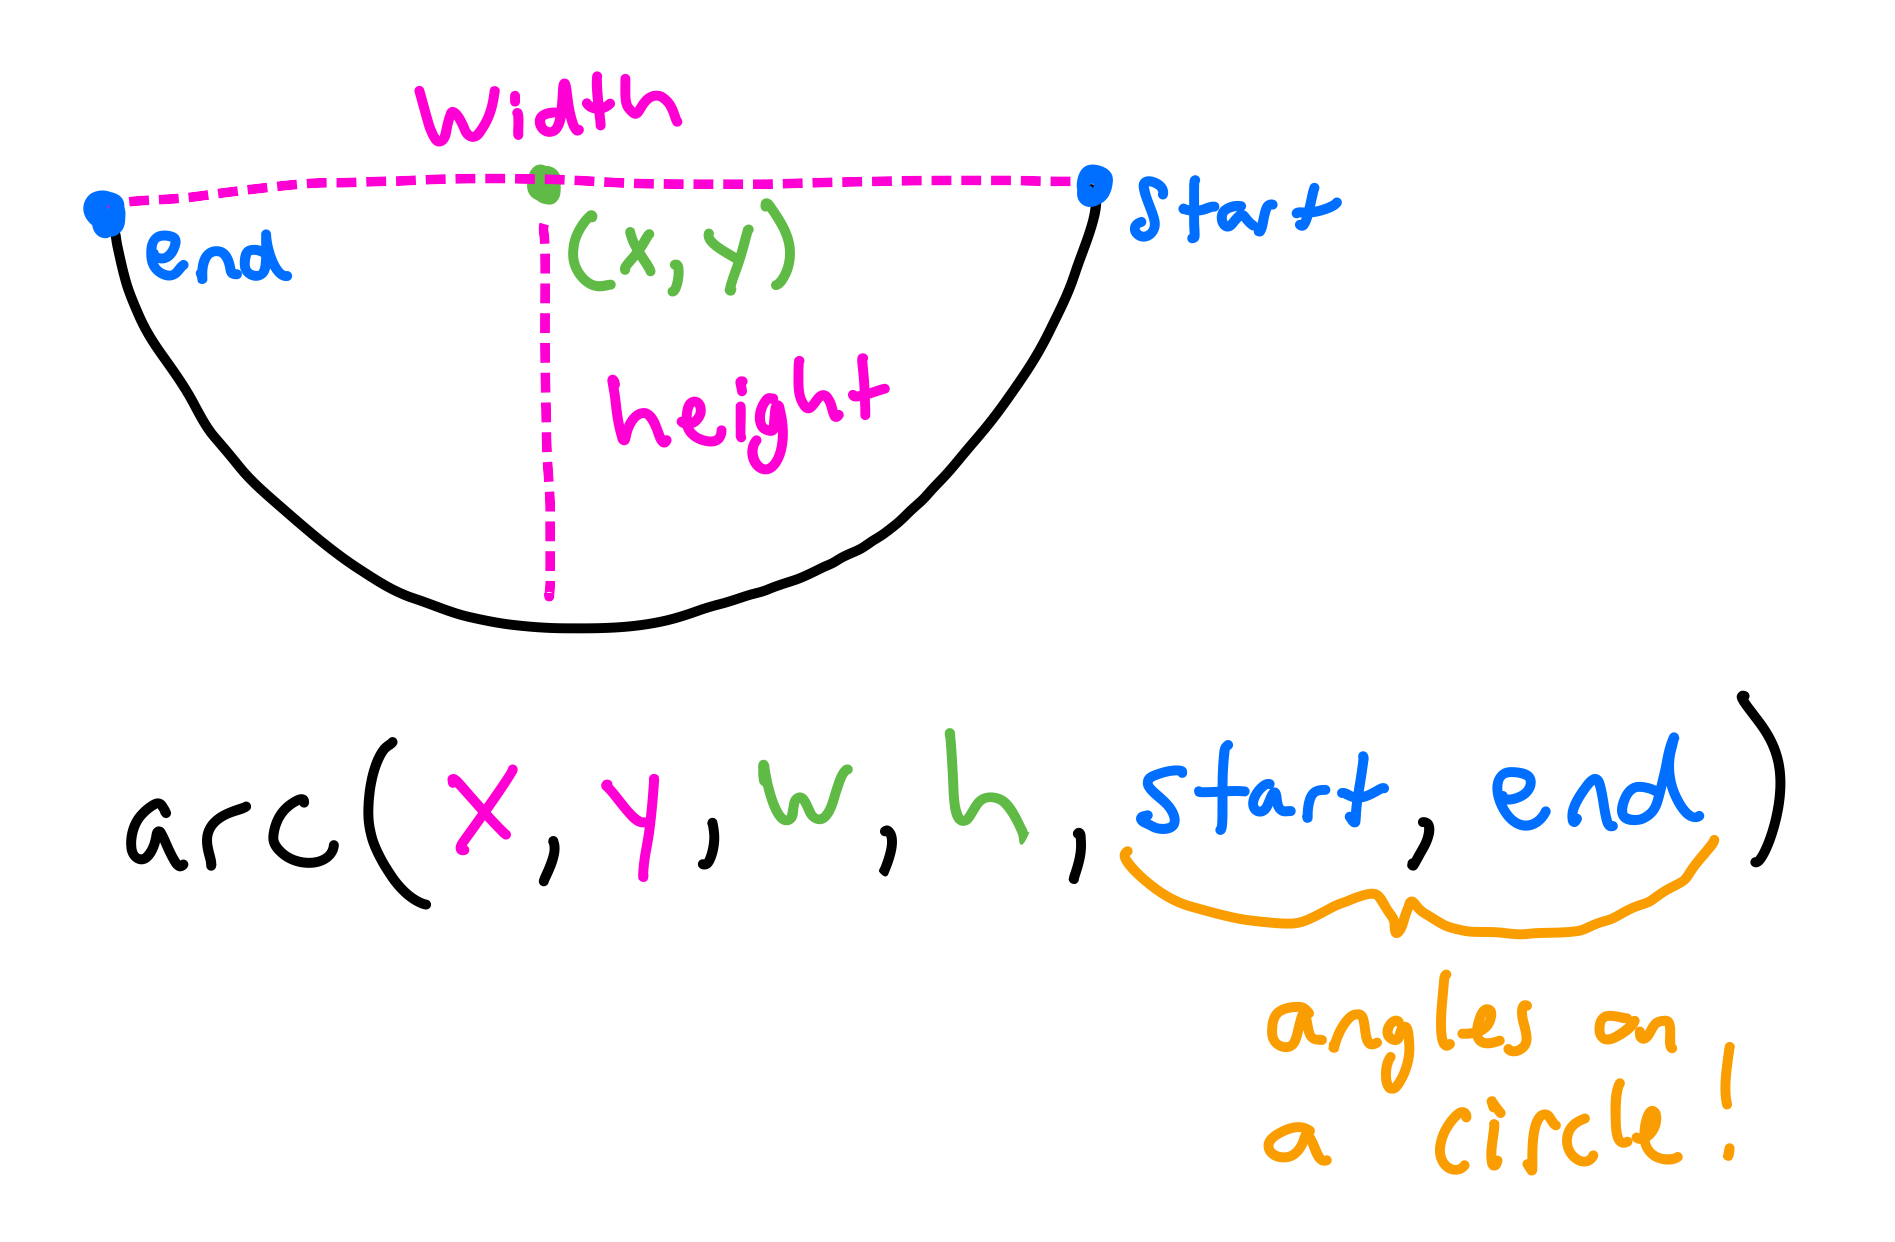 Width
start
end
(x, y)
height
arc(x, y, w, h, start, end)
angles on
a circle!